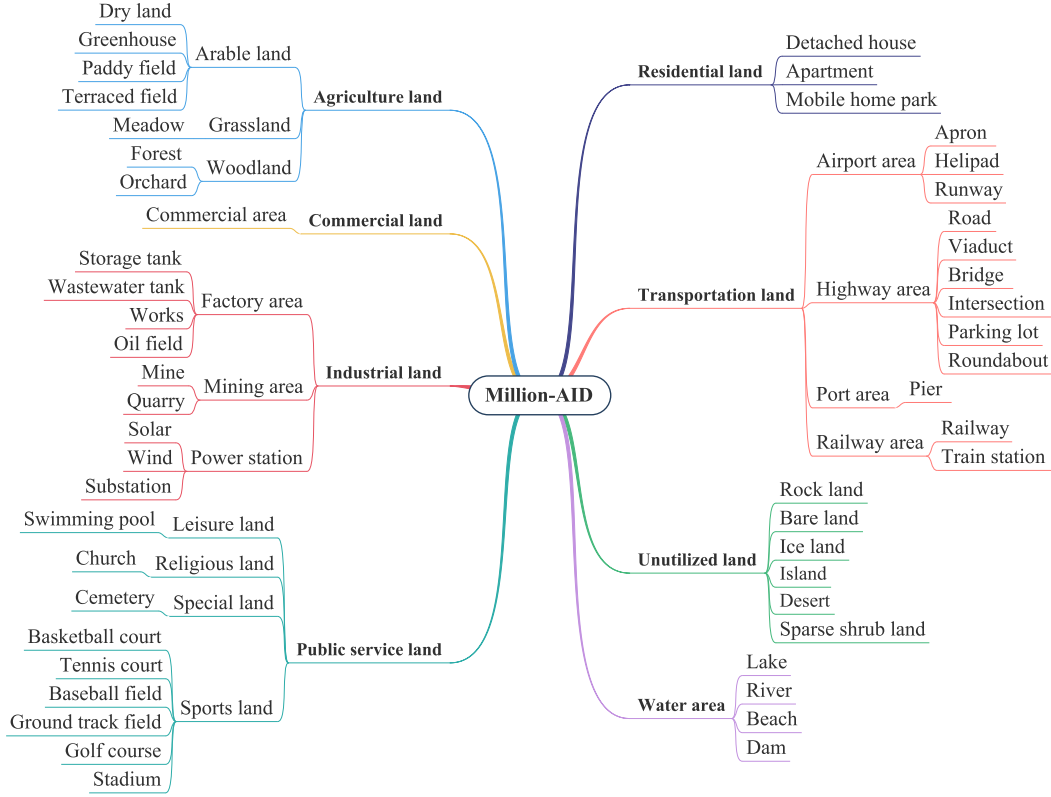 Million-AID
Agriculture land
Arable land
Dry land
Greenhouse
Paddy field
Terraced field
Grassland
Meadow
Woodland
Forest
Orchard
Commercial land
Commercial area
Industrial land
Factory area
Storage tank
Wastewater tank
Works
Oil field
Mining area
Mine
Quarry
Power station
Solar
Wind
Substation
Public service land
Leisure land
Swimming pool
Religious land
Church
Special land
Cemetery
Sports land
Basketball court
Tennis court
Baseball field
Ground track field
Golf course
Stadium
Residential land
Detached house
Apartment
Mobile home park
Transportation land
Airport area
Apron
Helipad
Runway
Highway area
Road
Viaduct
Bridge
Intersection
Parking lot
Roundabout
Port area
Pier
Railway area
Railway
Train station
Unutilized land
Rock land
Bare land
Ice land
Island
Desert
Sparse shrub land
Water area
Lake
River
Beach
Dam